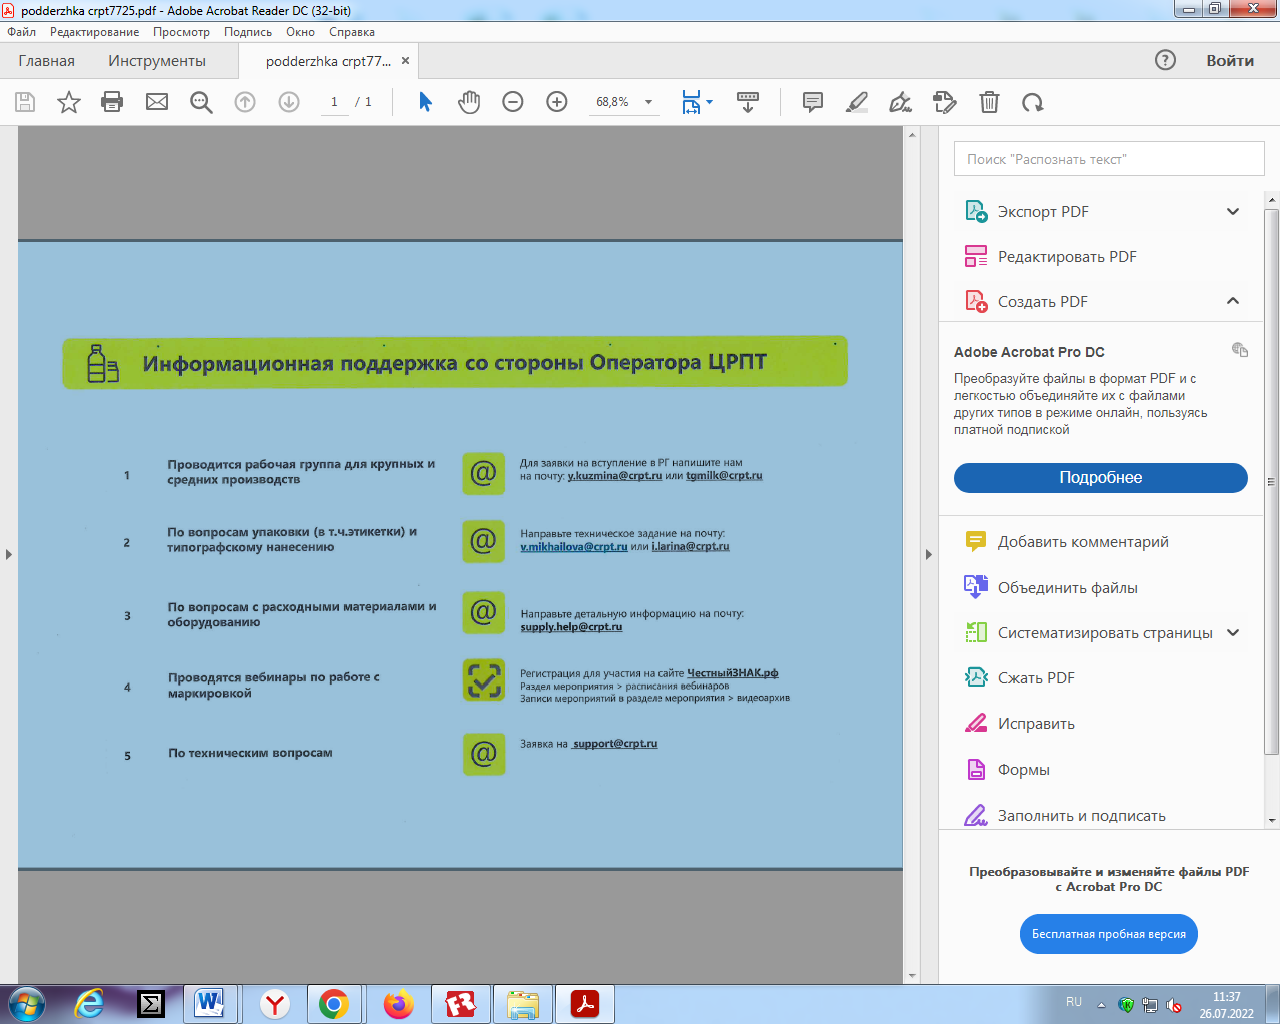 podderzhka crpt7725.pdf - Adobe Acrobat Reader DC (32-bit)
Файл Редактирование Просмотр Подпись Окно Справка
Главная Инструменты podderzhka crpt77... × Войти
1 / 1 68,8%
Поиск "Распознать текст"
Экспорт PDF
Редактировать PDF
Создать PDF
Adobe Acrobat Pro DC
Преобразуйте файлы в формат PDF и с
легкостью объединяйте их с файлами
других типов в режиме онлайн, пользуясь
платной подпиской
Подробнее
Добавить комментарий
Объединить файлы
Систематизировать страницы
Сжать PDF
Исправить
Формы
Заполнить и подписать
Преобразовывайте и изменяйте файлы PDF
с Acrobat Pro DC
Бесплатная пробная версия
Информационная поддержка со стороны Оператора ЦРПТ
1 Проводится рабочая группа для крупных и
средних производств
@ Для заявки на вступление в РГ напишите нам
на почту: y.kuzmina@crpt.ru или tgmilk@crpt.ru
2 По вопросам упаковки (в т.ч.этикетки) и
типографскому нанесению
@ Направьте техническое задание на почту:
v.mikhailova@crpt.ru или i.larina@crpt.ru
3 По вопросам с расходными материалами и
оборудованию
@ Направьте детальную информацию на почту:
supply.help@crpt.ru
4 Проводятся вебинары по работе с
маркировкой
Регистрация для участия на сайте ЧестныйЗНАК.рф
Раздел мероприятия > расписания вебинаров
Записи мероприятий в разделе мероприятия > видеоархив
5 По техническим вопросам
@ Заявка на support@crpt.ru
RU 11:37
26.07.2022